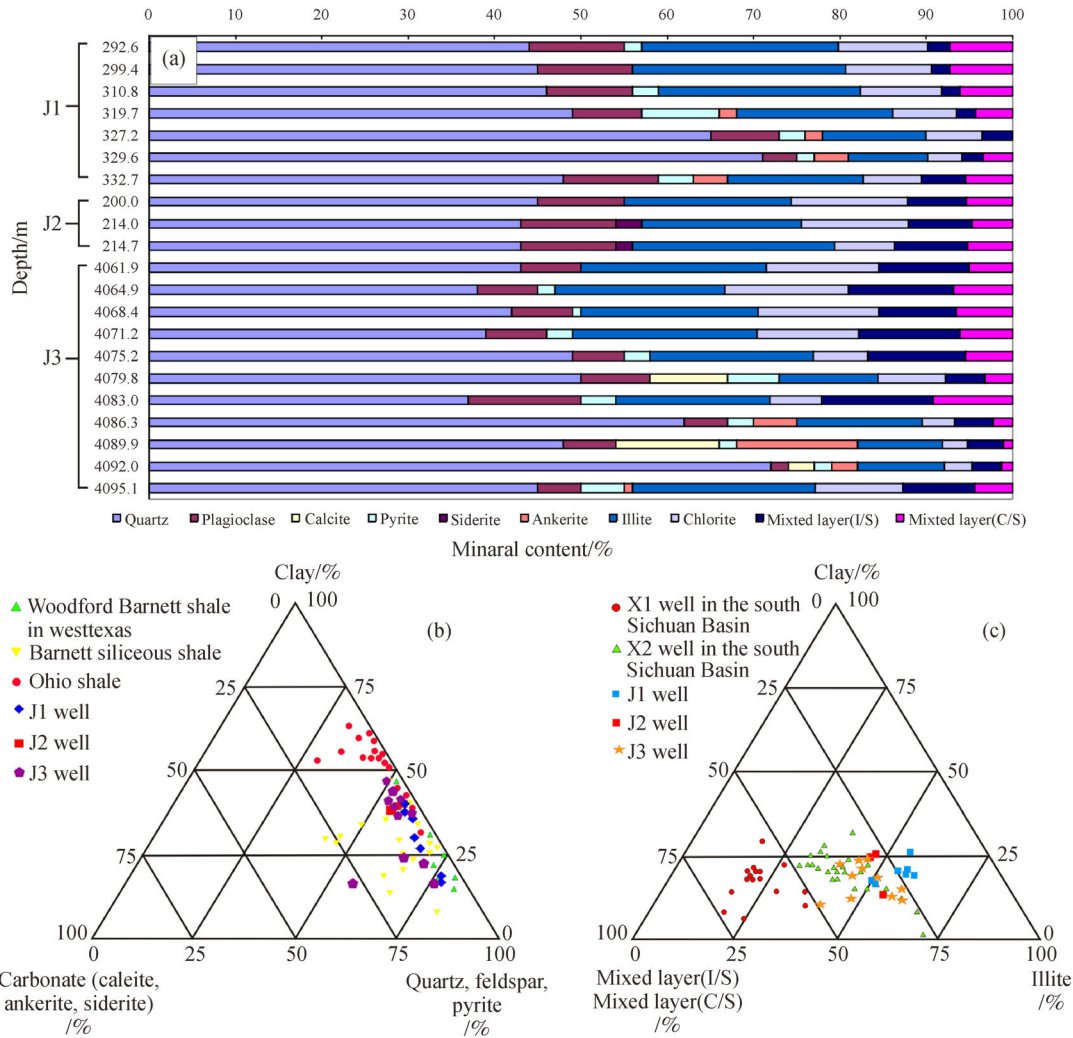 0 10 20 30 40 50 60 70 80 90 100
(a)
Depth/m
J1
292.6
299.4
310.8
319.7
327.2
329.6
332.7
J2
200.0
214.0
214.7
J3
4061.9
4064.9
4068.4
4071.2
4075.2
4079.8
4083.0
4086.3
4089.9
4092.0
4095.1
Quartz Plagioclase Calcite Pyrite Siderite Ankerite Illite Chlorite Mixed layer(I/S) Mixed layer(C/S)
Minaral content/%
Clay/%
0 100
(b)
Woodford Barnett shale
in westtexas
Barnett siliceous shale
Ohio shale
J1 well
J2 well
J3 well
25 75
50 50
75 25
100 0
0 25 50 75 100
Carbonate (caleite,
ankerite, siderite)
/%
Quartz, feldspar,
pyrite
/%
Clay/%
0 100
(c)
X1 well in the south
Sichuan Basin
X2 well in the south
Sichuan Basin
J1 well
J2 well
J3 well
25 75
50 50
75 25
100 0
0 25 50 75 100
Mixed layer(I/S)
Mixed layer(C/S)
/%
Illite
/%